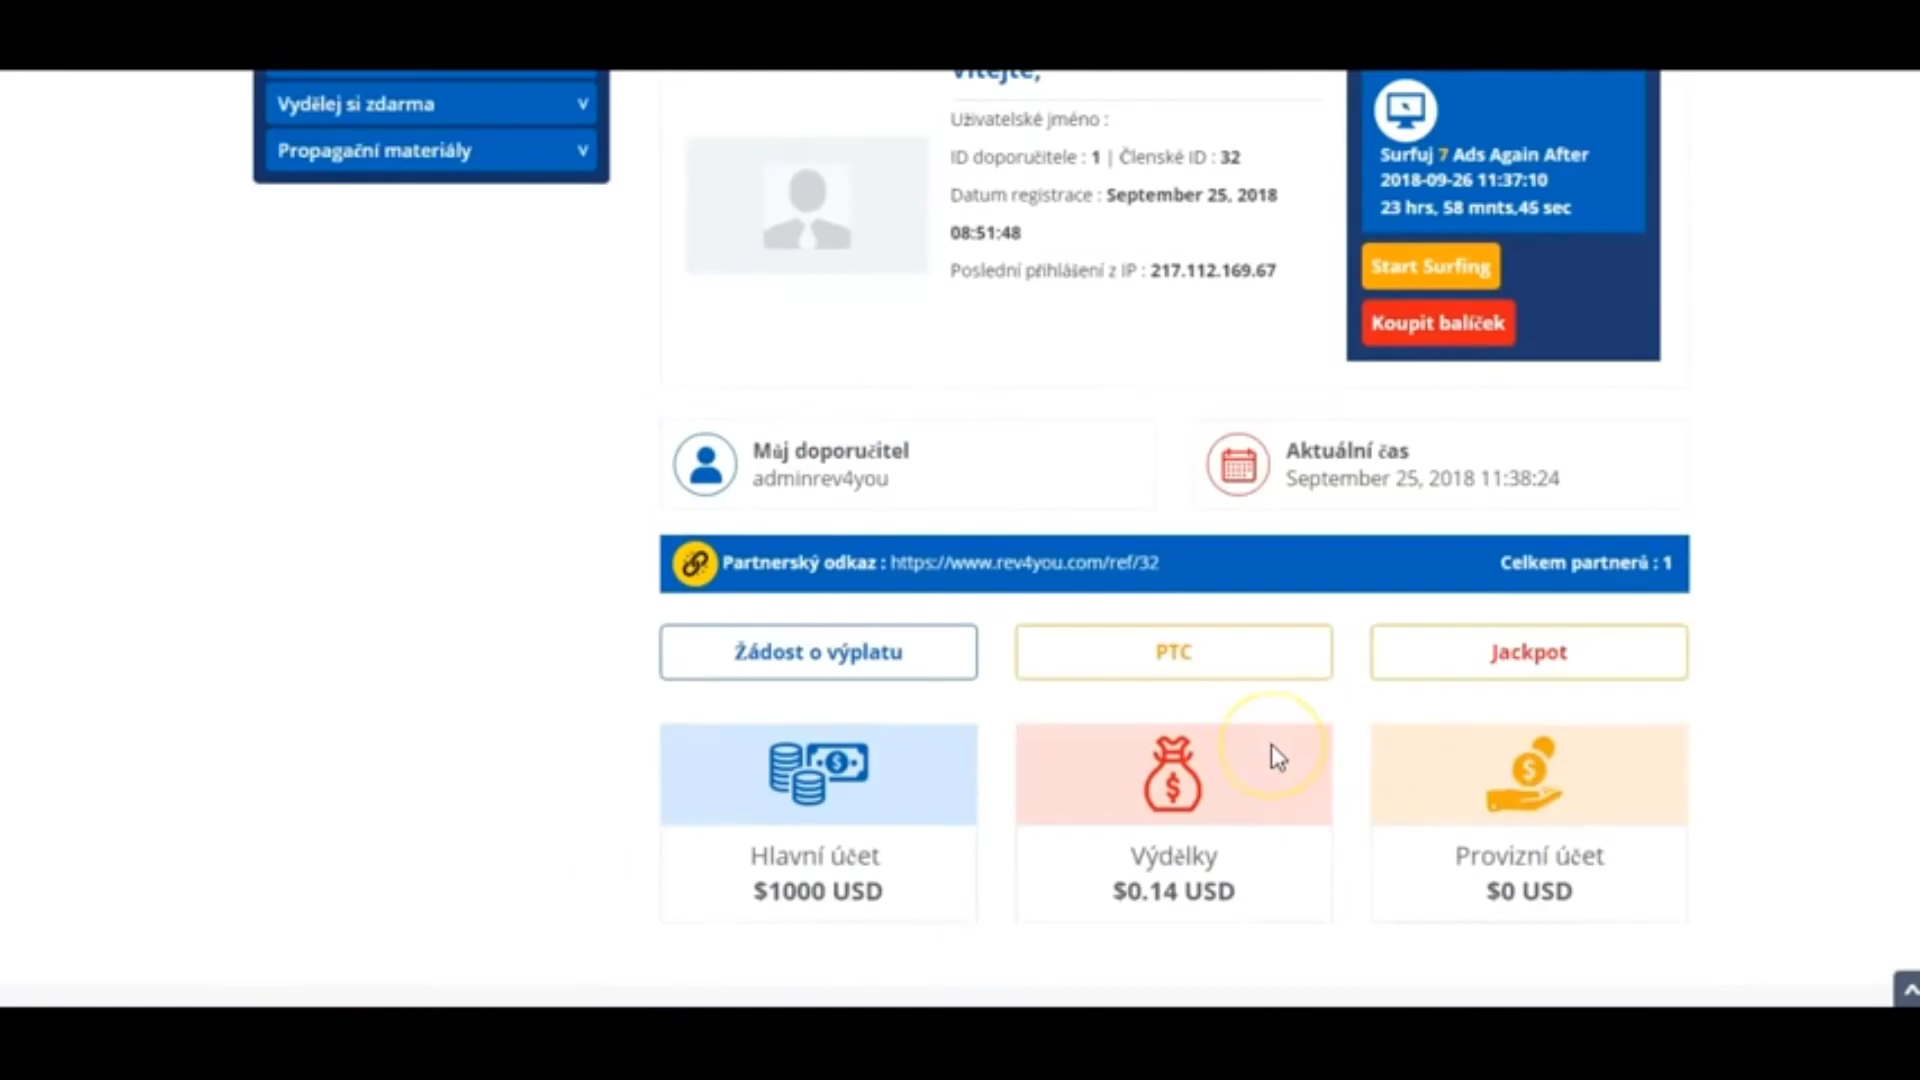 Vítejte,
Vydělej si zdarma v
Propagační materiály v
Uživatelské jméno :
ID doporučitele : 1 | Členské ID : 32
Datum registrace : September 25, 2018
08:51:48
Poslední přihlášení z IP : 217.112.169.67
Surfuj 7 Ads Again After
2018-09-26 11:37:10
23 hrs, 58 mnts,45 sec
Start Surfing
Koupit balíček
Můj doporučitel
adminrev4you
Aktuální čas
September 25, 2018 11:38:24
Partnerský odkaz : https://www.rev4you.com/ref/32
Celkem partnerů : 1
Žádost o výplatu
PTC
Jackpot
Hlavní účet
$1000 USD
Výdělky
$0.14 USD
Provizní účet
$0 USD